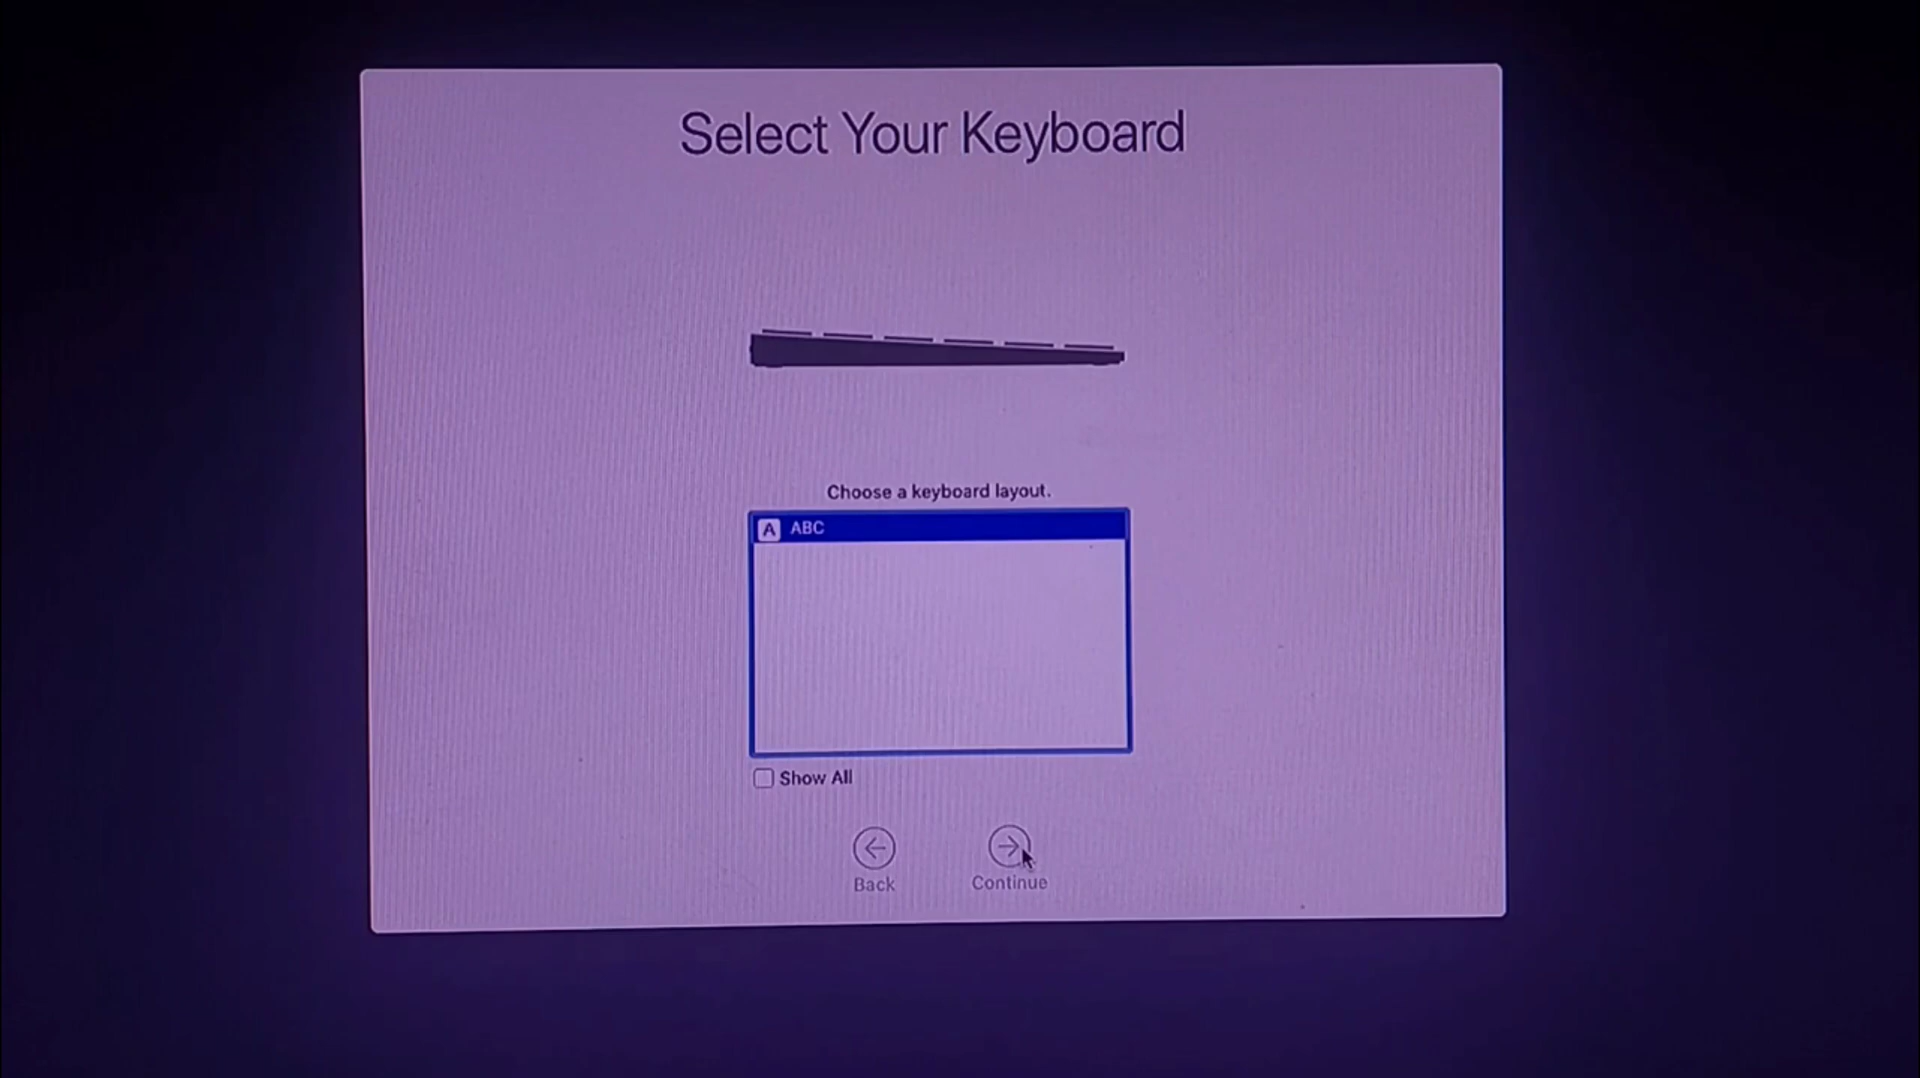 Select Your Keyboard
Choose a keyboard layout.
A ABC
Show All
Back
Continue